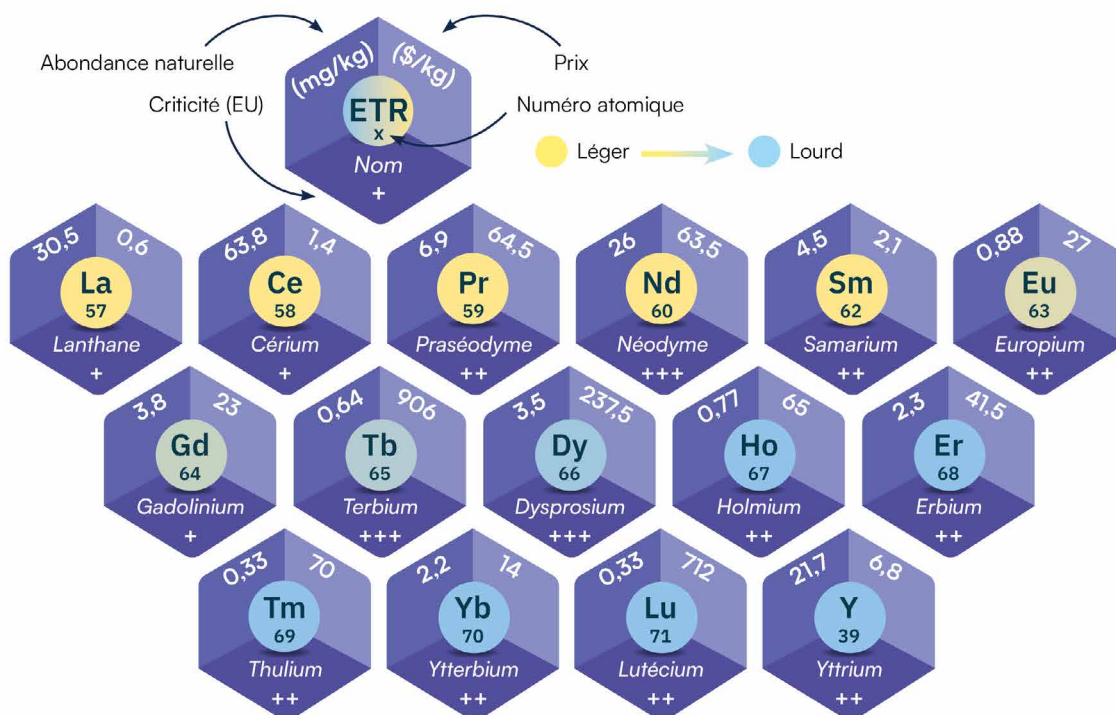 Abondance naturelle
Criticité (EU)
(mg/kg)
($/kg)
ETR
x
Nom
+
Prix
Numéro atomique
Léger
Lourd
30,5 0,6
La
57
Lanthane
+
63,8 1,4
Ce
58
Cérium
+
6,9 64,5
Pr
59
Praséodyme
++
26 63,5
Nd
60
Néodyme
+++
4,5 2,1
Sm
62
Samarium
++
0,88 27
Eu
63
Europium
++
3,8 23
Gd
64
Gadolinium
+
0,64 906
Tb
65
Terbium
+++
3,5 237,5
Dy
66
Dysprosium
+++
0,77 65
Ho
67
Holmium
++
2,3 41,5
Er
68
Erbium
++
0,33 70
Tm
69
Thulium
++
2,2 14
Yb
70
Ytterbium
++
0,33 712
Lu
71
Lutécium
++
21,7 6,8
Y
39
Yttrium
++